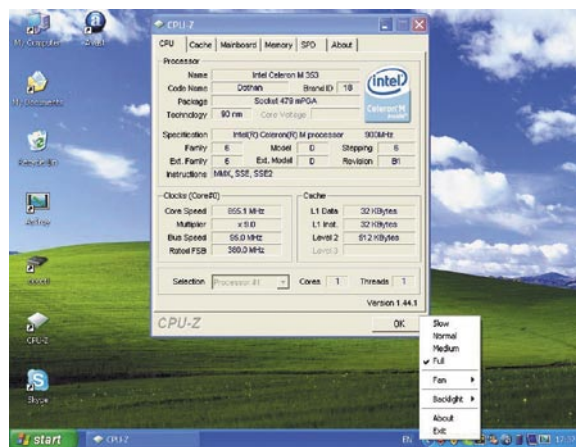 My Computer
My Documents
Recycle Bin
CPU-Z
Skype
CPU-Z
CPU Cache Mainboard Memory SPD About
Processor
Name Intel Celeron M 353
Code Name Dothan Brand ID 18
Package Socket 479 mPGA
Technology 90 nm Core Voltage
intel
Celeron M
Specification Intel(R) Celeron(R) M processor 900MHz
Family 6 Model D Stepping 6
Ext. Family 6 Ext. Model D Revision B1
Instructions MMX, SSE, SSE2
Clocks (Core#0)
Core Speed 855.1 MHz
Multiplier x 9.0
Bus Speed 95.0 MHz
Rated FSB 380.0 MHz
Cache
L1 Data 32 KBytes
L1 Inst. 32 KBytes
Level 2 512 KBytes
Level 3
Selection Processor #1 Cores 1 Threads 1
Version 1.44.1
CPU-Z OK
Slow
Normal
Medium
Full
Fan
Backlight
About
Exit
start CPU-Z EN